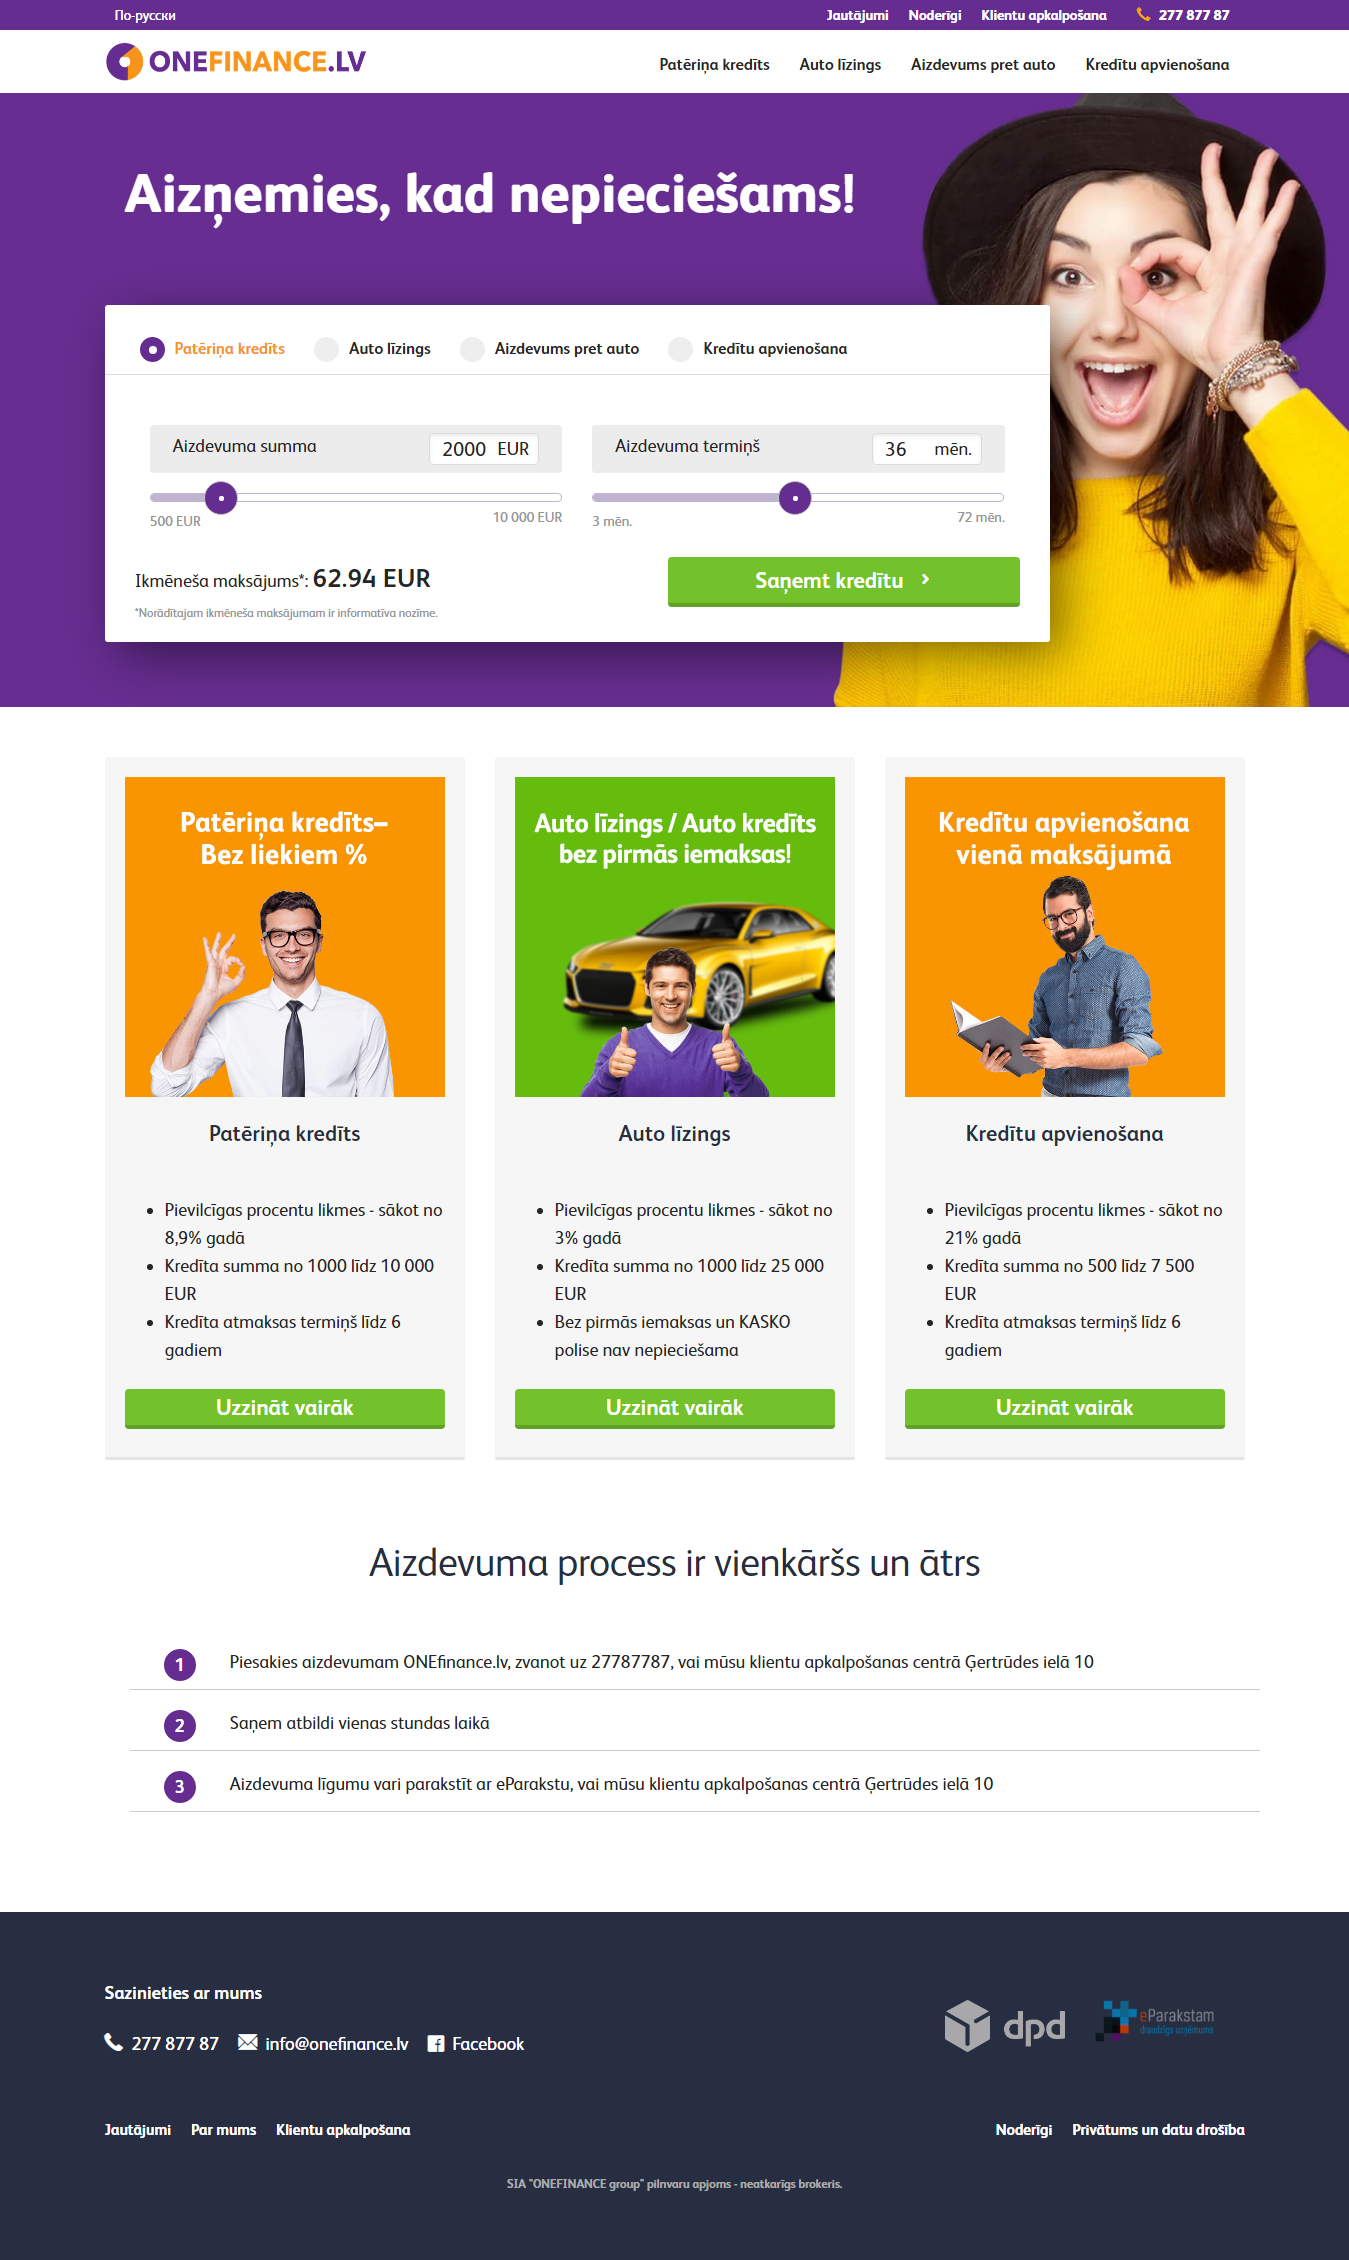 По-русски
Jautājumi Noderīgi Klientu apkalpošana 277 877 87
ONEFINANCE.LV
Patēriņa kredīts Auto līzings Aizdevums pret auto Kredītu apvienošana
Aizņemies, kad nepieciešams!
Patēriņa kredīts Auto līzings Aizdevums pret auto Kredītu apvienošana
Aizdevuma summa 2000 EUR
500 EUR 10 000 EUR
Aizdevuma termiņš 36 mēn.
3 mēn. 72 mēn.
Ikmēneša maksājums*: 62.94 EUR
*Norādītajam ikmēneša maksājumam ir informatīva nozīme.
Saņemt kredītu
Patēriņa kredīts–
Bez liekiem %
Patēriņa kredīts
Pievilcīgas procentu likmes - sākot no
8,9% gadā
Kredīta summa no 1000 līdz 10 000
EUR
Kredīta atmaksas termiņš līdz 6
gadiem
Uzzināt vairāk
Auto līzings / Auto kredīts
bez pirmās iemaksas!
Auto līzings
Pievilcīgas procentu likmes - sākot no
3% gadā
Kredīta summa no 1000 līdz 25 000
EUR
Bez pirmās iemaksas un KASKO
polise nav nepieciešama
Uzzināt vairāk
Kredītu apvienošana
vienā maksājumā
Kredītu apvienošana
Pievilcīgas procentu likmes - sākot no
21% gadā
Kredīta summa no 500 līdz 7 500
EUR
Kredīta atmaksas termiņš līdz 6
gadiem
Uzzināt vairāk
Aizdevuma process ir vienkāršs un ātrs
1 Piesakies aizdevumam ONEfinance.lv, zvanot uz 27787787, vai mūsu klientu apkalpošanas centrā Ģertrūdes ielā 10
2 Saņem atbildi vienas stundas laikā
3 Aizdevuma līgumu vari parakstīt ar eParakstu, vai mūsu klientu apkalpošanas centrā Ģertrūdes ielā 10
Sazinieties ar mums
277 877 87 info@onefinance.lv Facebook
dpd
eParakstam
draudzīgs uzņēmums
Jautājumi Par mums Klientu apkalpošana
Noderīgi Privātums un datu drošība
SIA "ONEFINANCE group" pilnvaru apjoms - neatkarīgs brokeris.